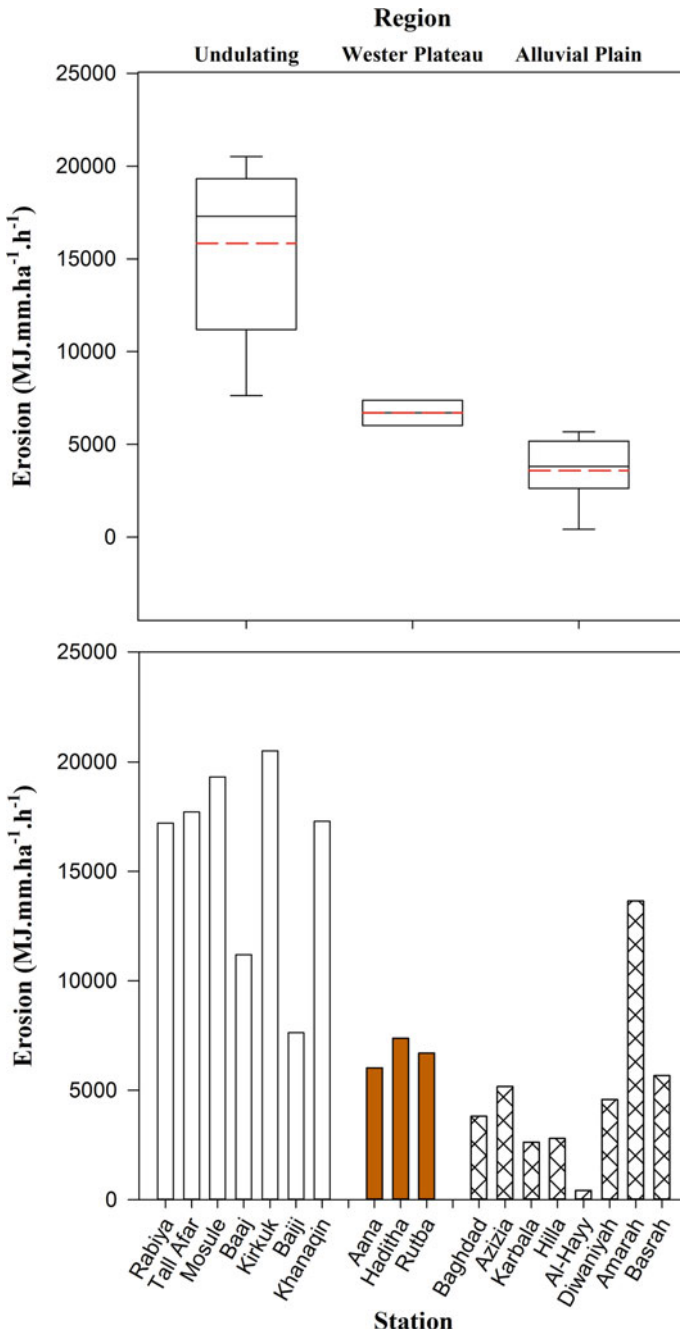 Region
Undulating Wester Plateau Alluvial Plain
25000
20000
15000
10000
5000
0
Erosion (MJ.mm.ha⁻¹.h⁻¹)
25000
20000
15000
10000
5000
0
Erosion (MJ.mm.ha⁻¹.h⁻¹)
Rabiya
Tall Afar
Mosule
Baaj
Kirkuk
Baiji
Khanaqin
Aana
Haditha
Rutba
Baghdad
Azizia
Karbala
Hilla
Al-Hayy
Diwaniyah
Amarah
Basrah
Station